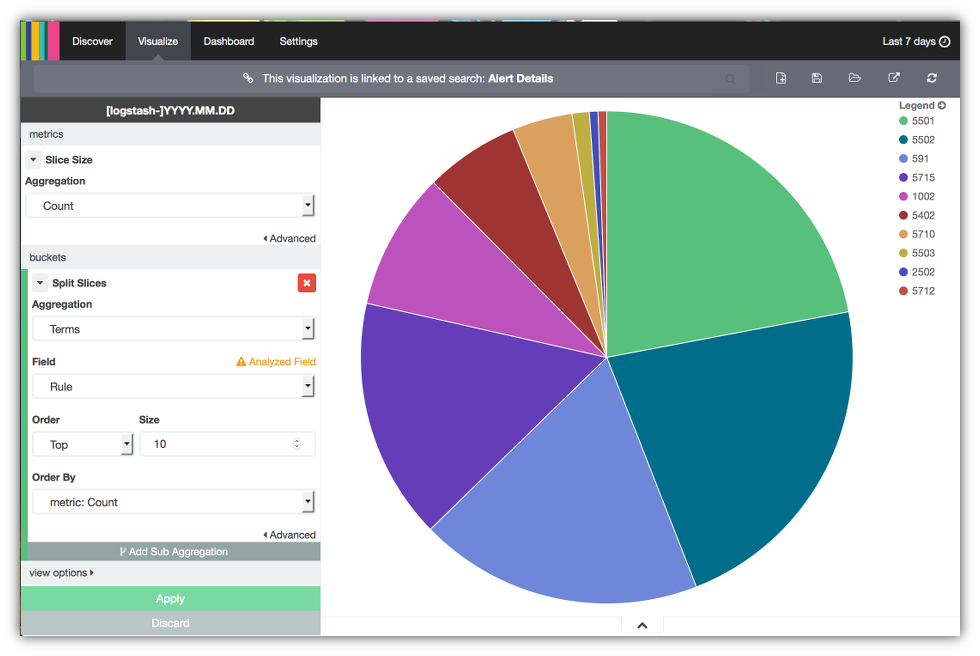 Discover Visualize Dashboard Settings Last 7 days
This visualization is linked to a saved search: Alert Details
[logstash-]YYYY.MM.DD
metrics
Slice Size
Aggregation
Count
Advanced
buckets
Split Slices
Aggregation
Terms
Field Analyzed Field
Rule
Order Size
Top 10
Order By
metric: Count
Advanced
Add Sub Aggregation
view options
Apply
Discard
Legend
5501
5502
591
5715
1002
5402
5710
5503
2502
5712